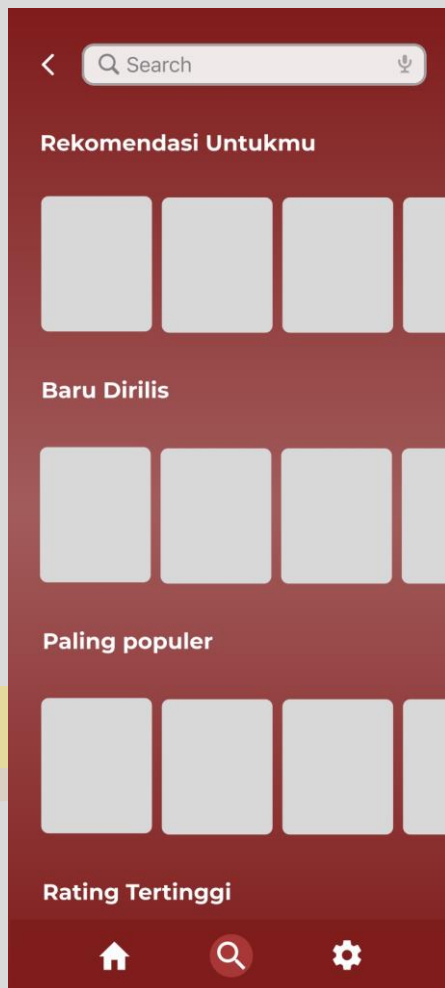 Search
Rekomendasi Untukmu
Baru Dirilis
Paling populer
Rating Tertinggi